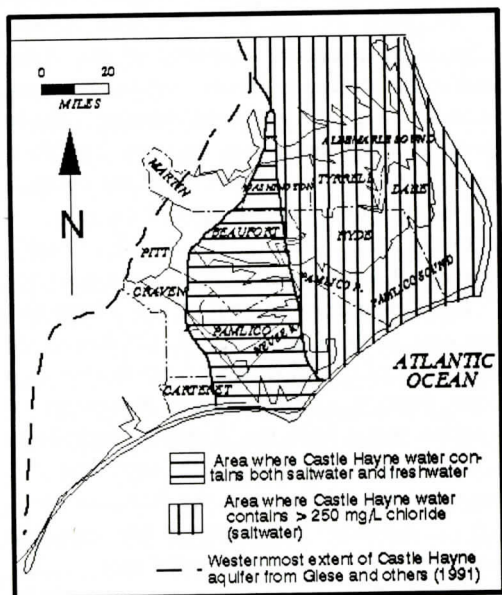 0 20
MILES
N
ALBEMARLE SOUND
MARTIN
WASHINGTON
TYRRELL
DARE
BEAUFORT
HYDE
PITT
CRAVEN
PAMLICO R.
PAMLICO SOUND
PAMLICO
NEUSE R.
CARTERET
ATLANTIC
OCEAN
Area where Castle Hayne water con-
tains both saltwater and freshwater
Area where Castle Hayne water
contains > 250 mg/L chloride
(saltwater)
Westernmost extent of Castle Hayne
aquifer from Giese and others (1991)